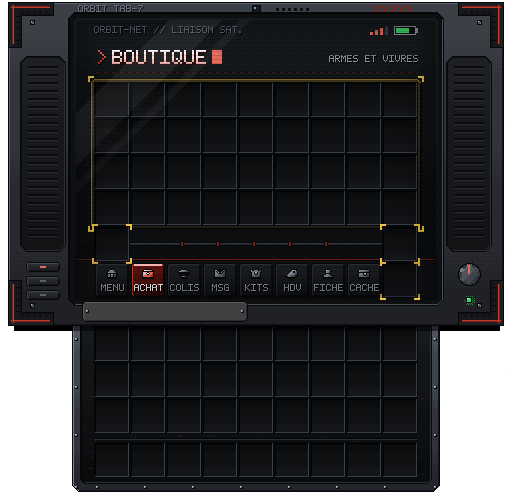 ORBIT TAB-7
ORBIT-NET // LIAISON SAT.
>BOUTIQUE
ARMES ET VIVRES
MENU ACHAT COLIS MSG KITS HDV FICHE CACHE